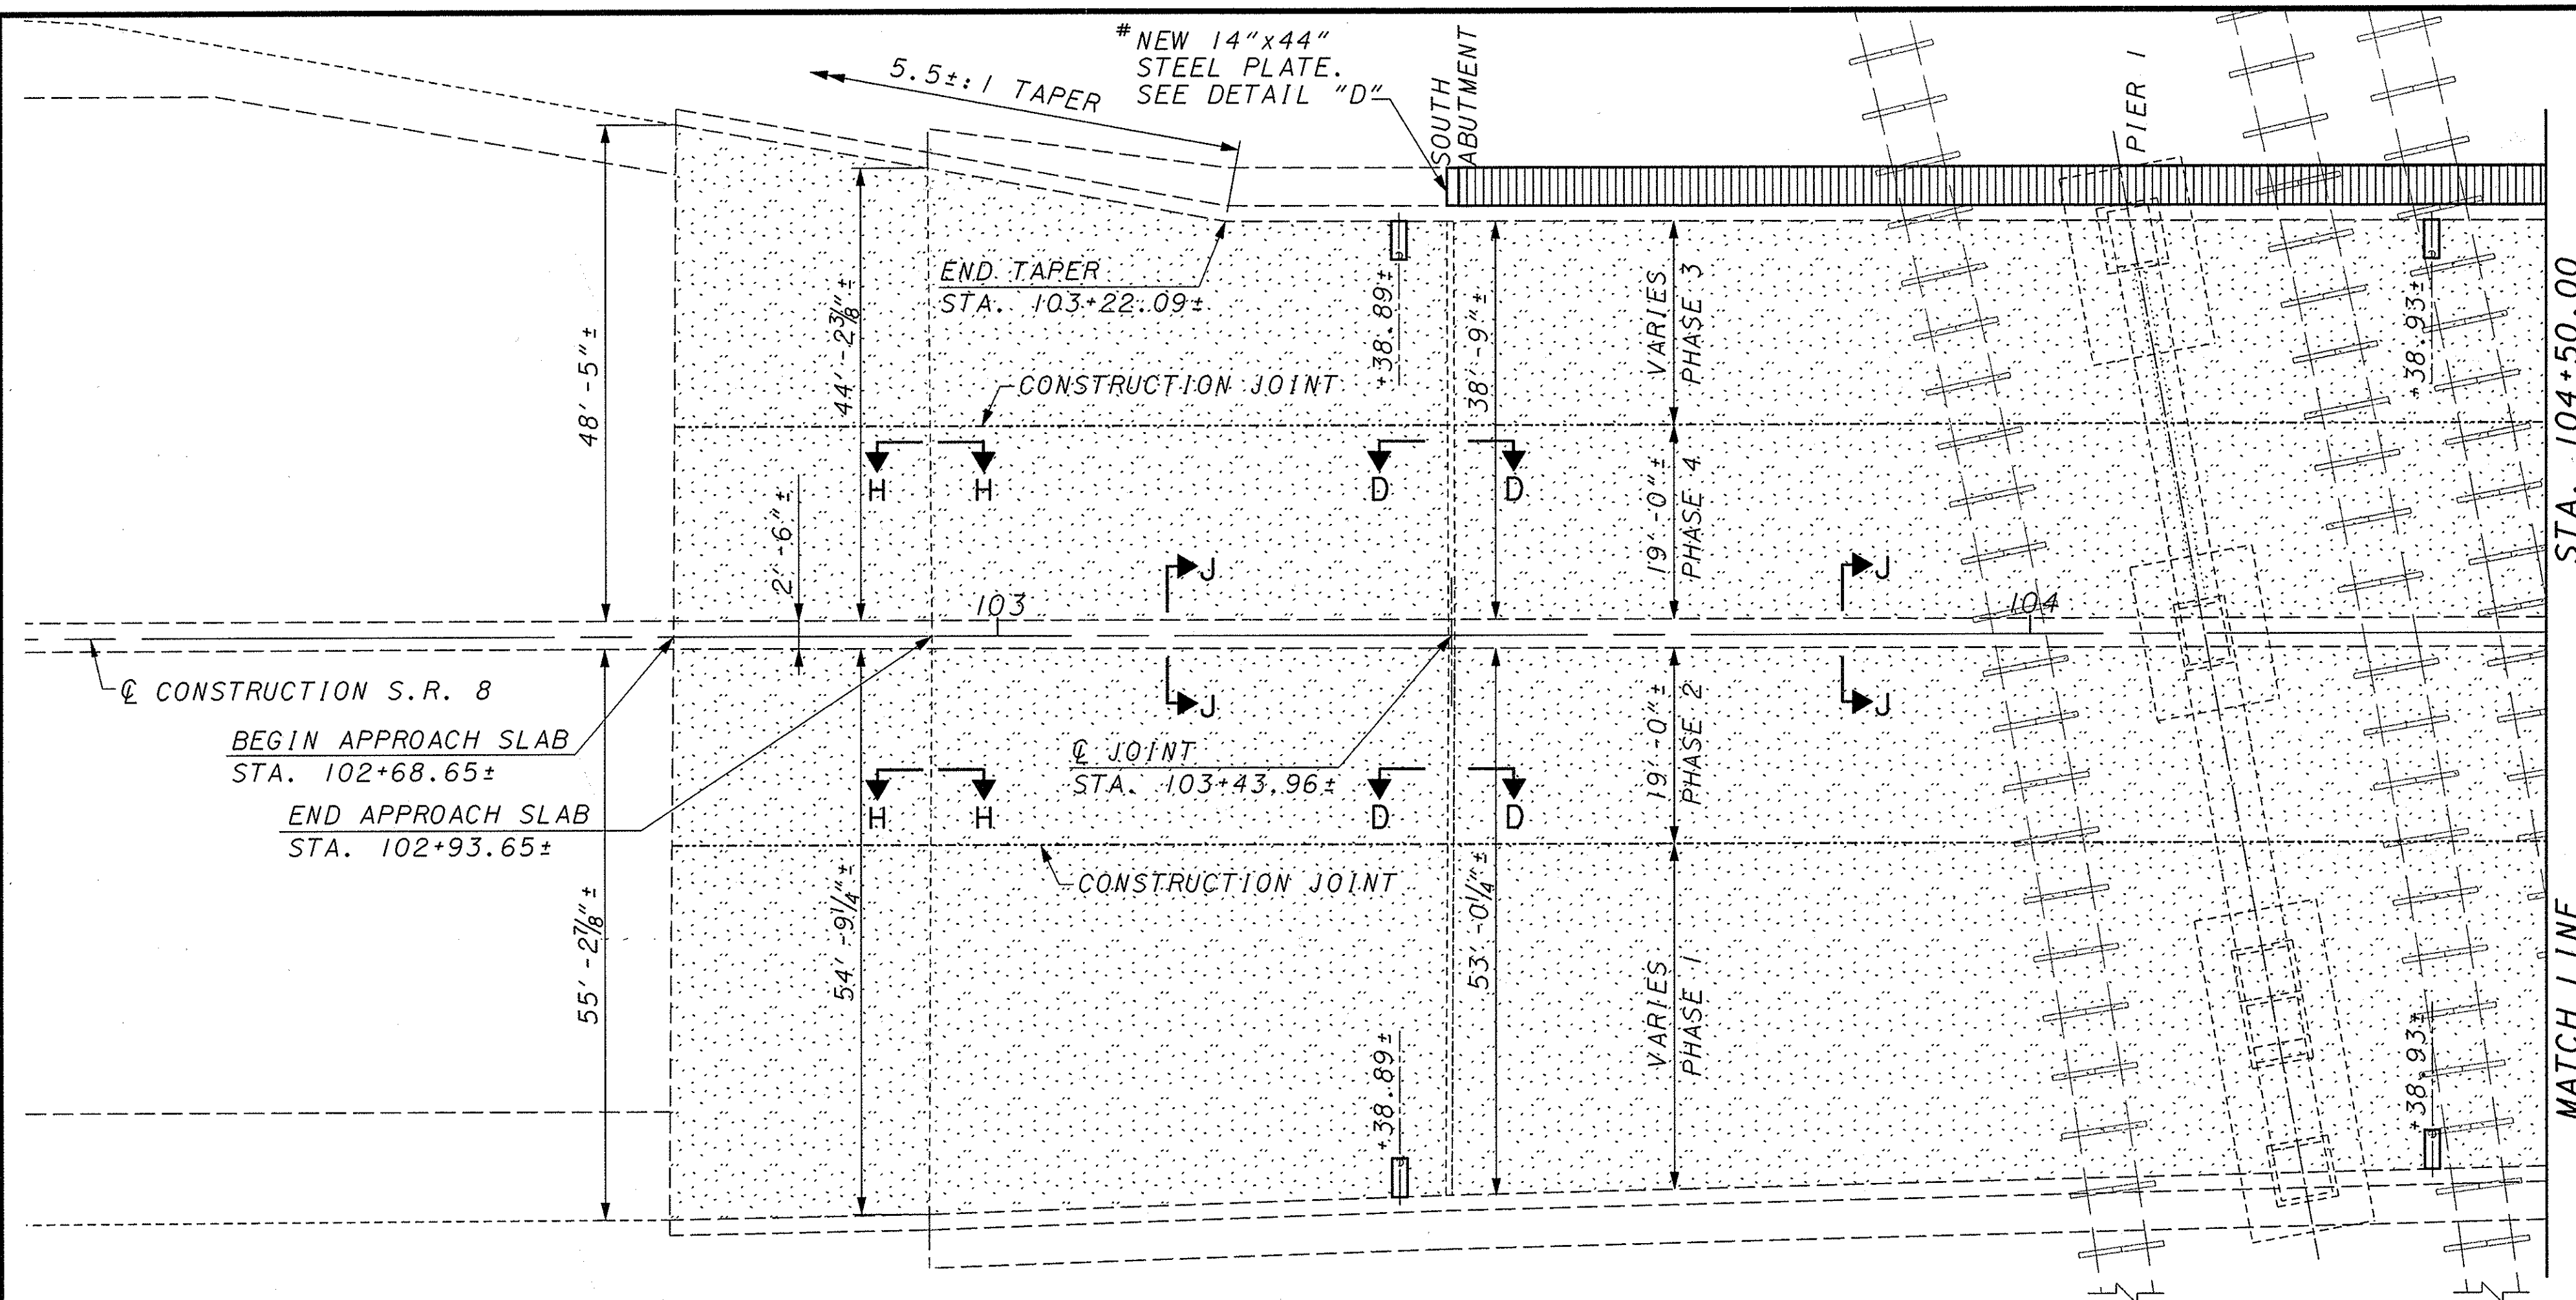 # NEW 14"x44"
STEEL PLATE.
SEE DETAIL "D"
5.5±:1 TAPER
SOUTH
ABUTMENT
PIER 1
48'-5"±
44'-2 3/8"±
END TAPER
STA. 103+22.09±
+38.89±
38'-9"±
VARIES
PHASE 3
+38.93±
STA. 104+50.00
CONSTRUCTION JOINT
H H
D D
19'-0"±
PHASE 4
2'-6"±
J
J
103
104
℄ CONSTRUCTION S.R. 8
BEGIN APPROACH SLAB
STA. 102+68.65±
END APPROACH SLAB
STA. 102+93.65±
J
J
℄ JOINT
STA. 103+43.96±
19'-0"±
PHASE 2
H H
D D
CONSTRUCTION JOINT
55'-2 7/8"±
54'-9 1/4"±
53'-0 1/4"±
VARIES
PHASE 1
+38.89±
+38.93±
MATCH LINE